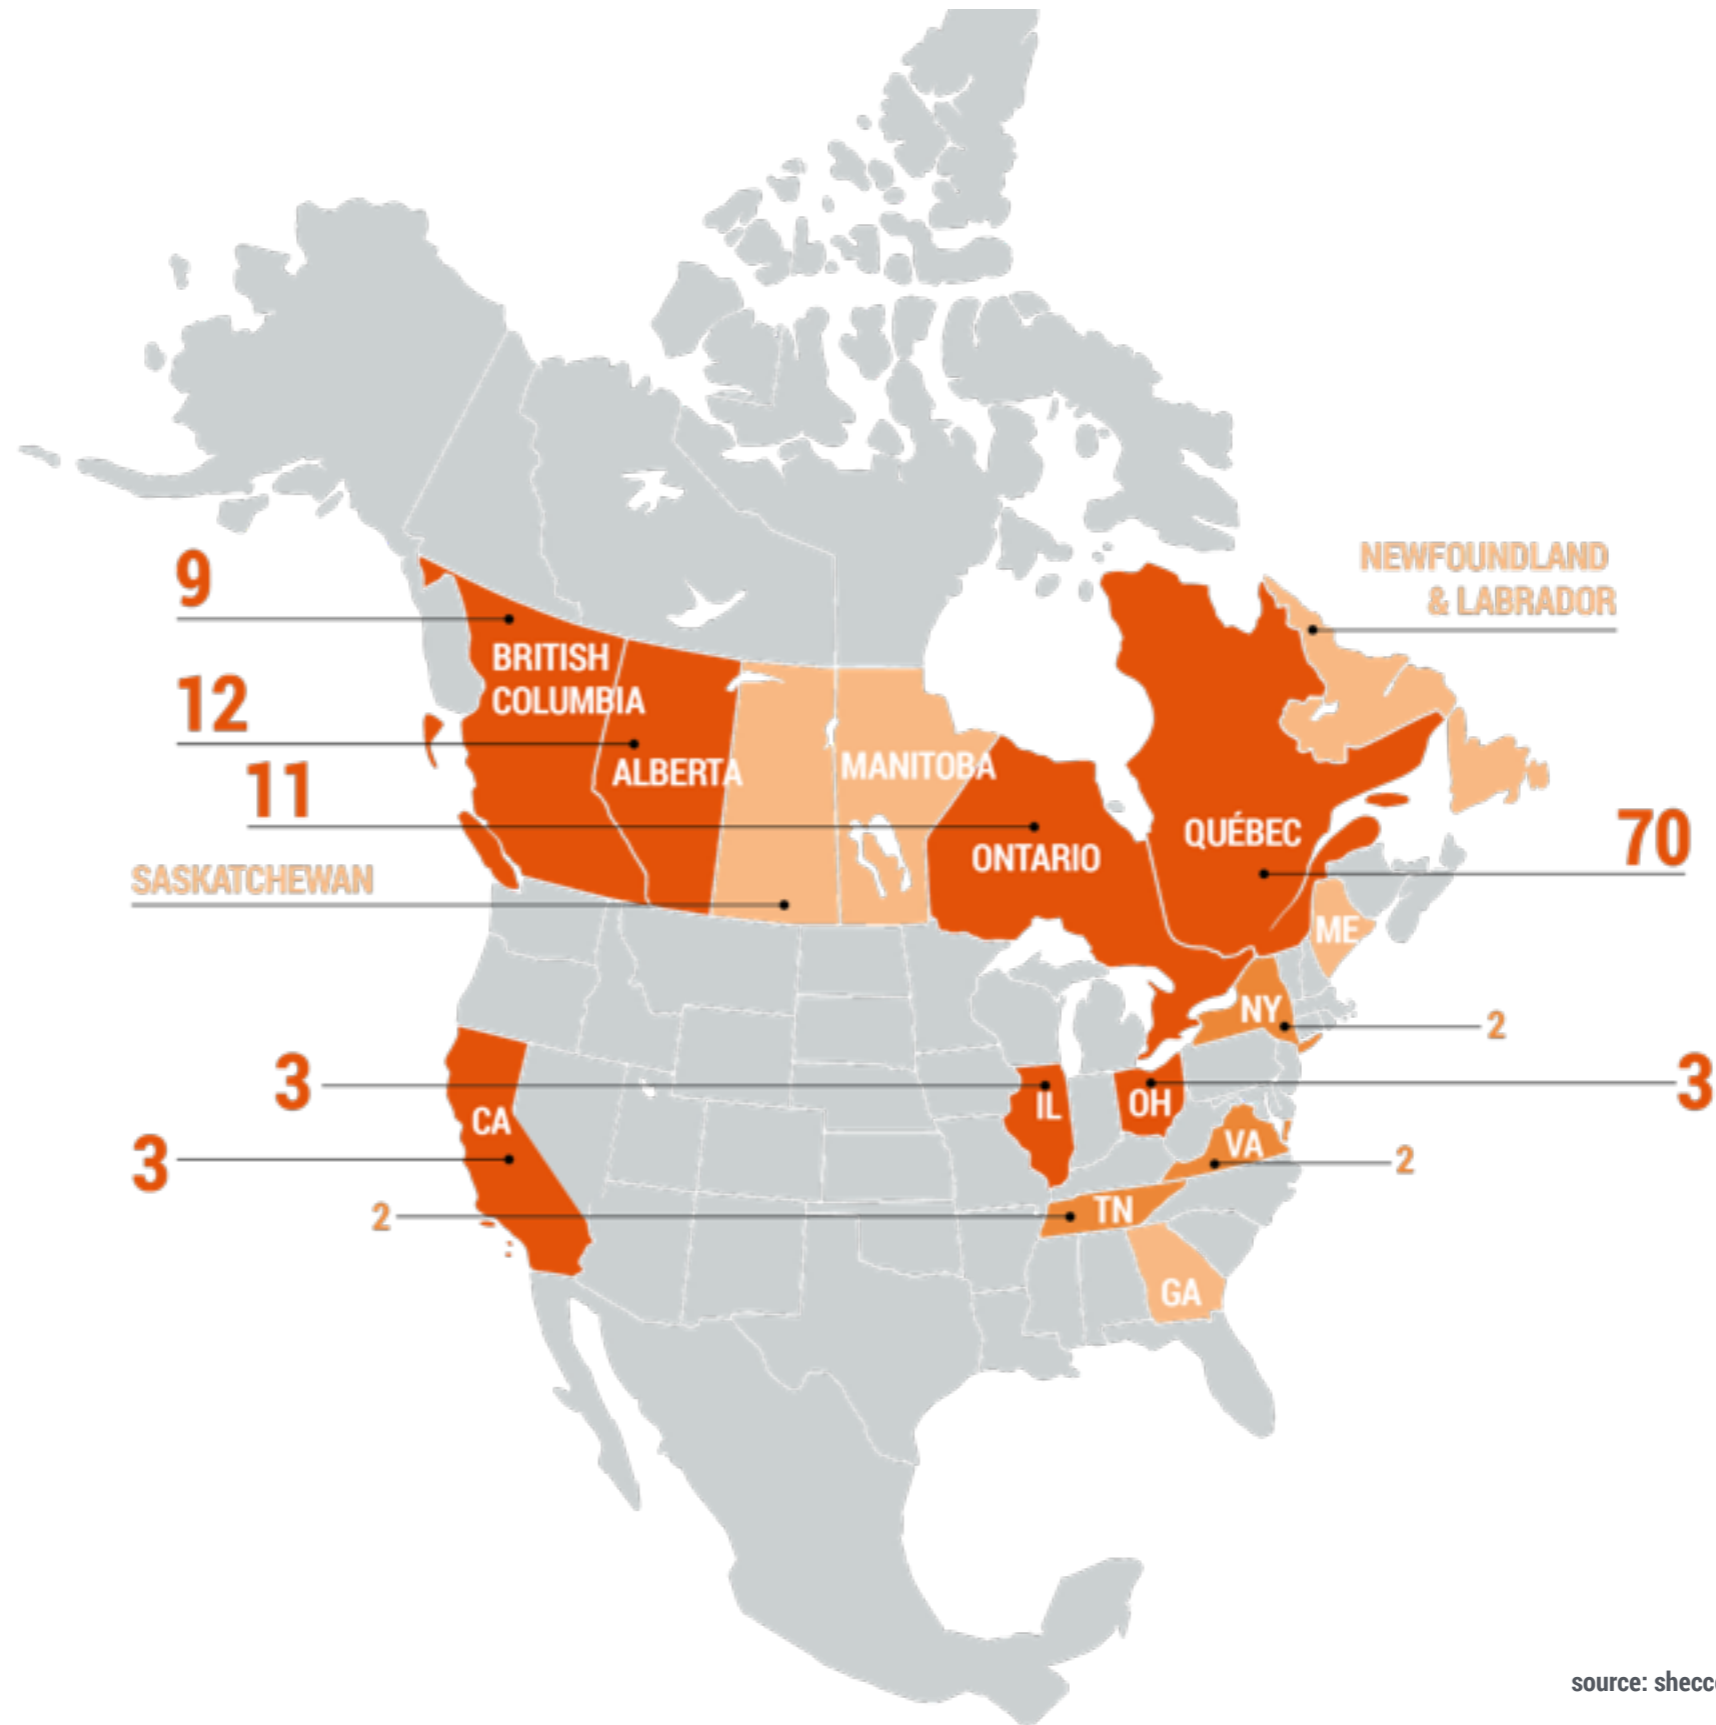 NEWFOUNDLAND
& LABRADOR
9
BRITISH
COLUMBIA
12
ALBERTA
MANITOBA
11
ONTARIO
QUÉBEC
70
SASKATCHEWAN
ME
NY
2
3
IL
OH
3
CA
VA
2
3
TN
2
GA
source: